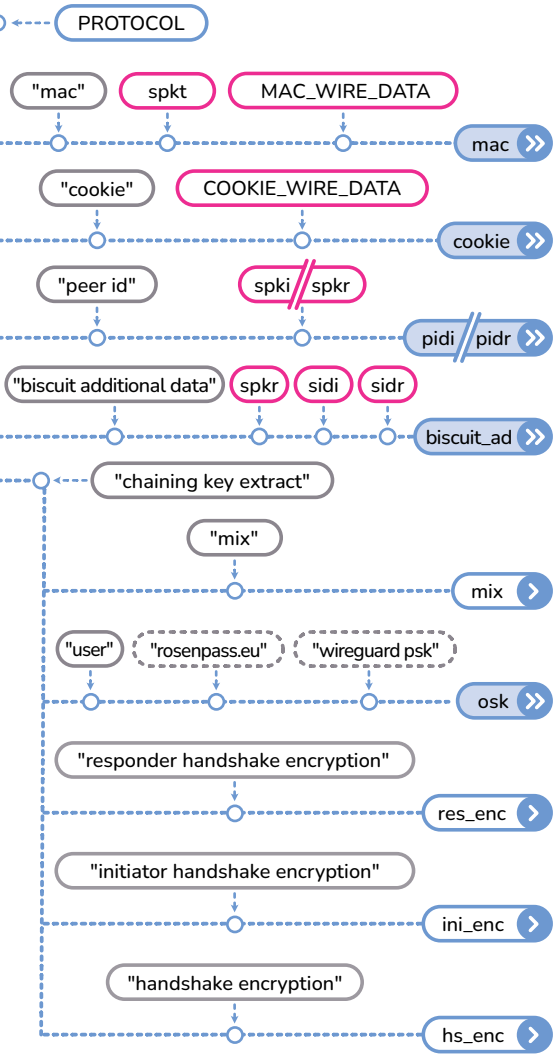 PROTOCOL
"mac" spkt MAC_WIRE_DATA
mac
"cookie" COOKIE_WIRE_DATA
cookie
"peer id" spki // spkr
pidi // pidr
"biscuit additional data" spkr sidi sidr
biscuit_ad
"chaining key extract"
"mix"
mix
"user" "rosenpass.eu" "wireguard psk"
osk
"responder handshake encryption"
res_enc
"initiator handshake encryption"
ini_enc
"handshake encryption"
hs_enc